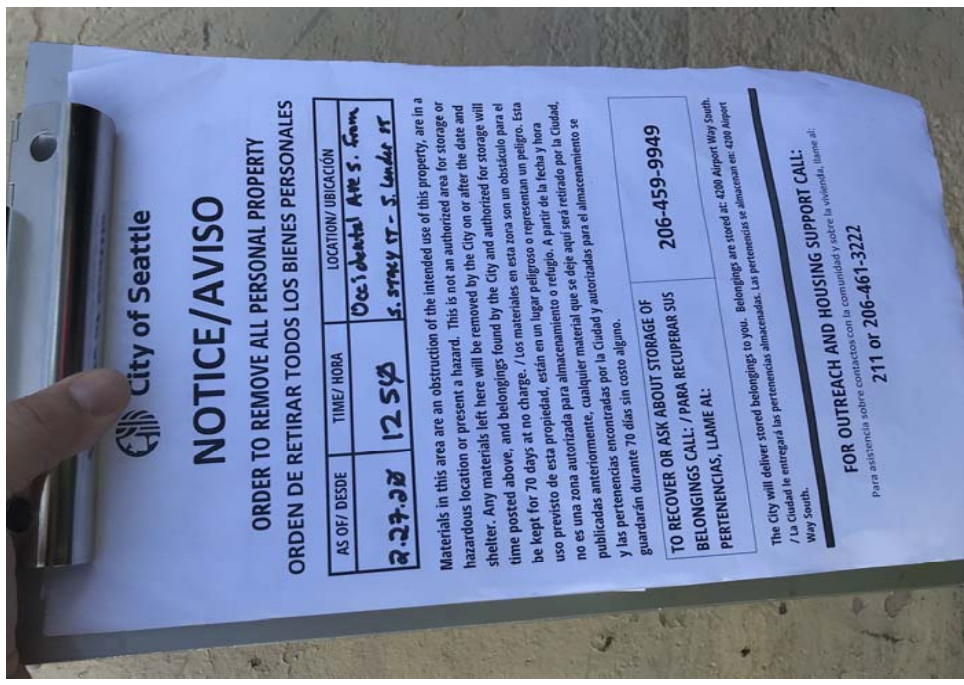 City of Seattle
NOTICE/AVISO
ORDER TO REMOVE ALL PERSONAL PROPERTY
ORDEN DE RETIRAR TODOS LOS BIENES PERSONALES
AS OF/ DESDE TIME/ HORA LOCATION/ UBICACIÓN
2.27.20 1250 Occidental Ave S. from
S. Stacy ST - S. Lander ST
Materials in this area are an obstruction of the intended use of this property, are in a
hazardous location or present a hazard. This is not an authorized area for storage or
shelter. Any materials left here will be removed by the City on or after the date and
time posted above, and belongings found by the City and authorized for storage will
be kept for 70 days at no charge. / Los materiales en esta zona son un obstáculo para el
uso previsto de esta propiedad, están en un lugar peligroso o representan un peligro. Esta
no es una zona autorizada para almacenamiento o refugio. A partir de la fecha y hora
publicadas anteriormente, cualquier material que se deje aquí será retirado por la Ciudad,
y las pertenencias encontradas por la Ciudad y autorizadas para el almacenamiento se
guardarán durante 70 días sin costo alguno.
TO RECOVER OR ASK ABOUT STORAGE OF
BELONGINGS CALL: / PARA RECUPERAR SUS
PERTENENCIAS, LLAME AL:
206-459-9949
The City will deliver stored belongings to you. Belongings are stored at: 4200 Airport Way South.
/ La Ciudad le entregará las pertenencias almacenadas. Las pertenencias se almacenan en: 4200 Airport
Way South.
FOR OUTREACH AND HOUSING SUPPORT CALL:
Para asistencia sobre contactos con la comunidad y sobre la vivienda, llame al:
211 or 206-461-3222